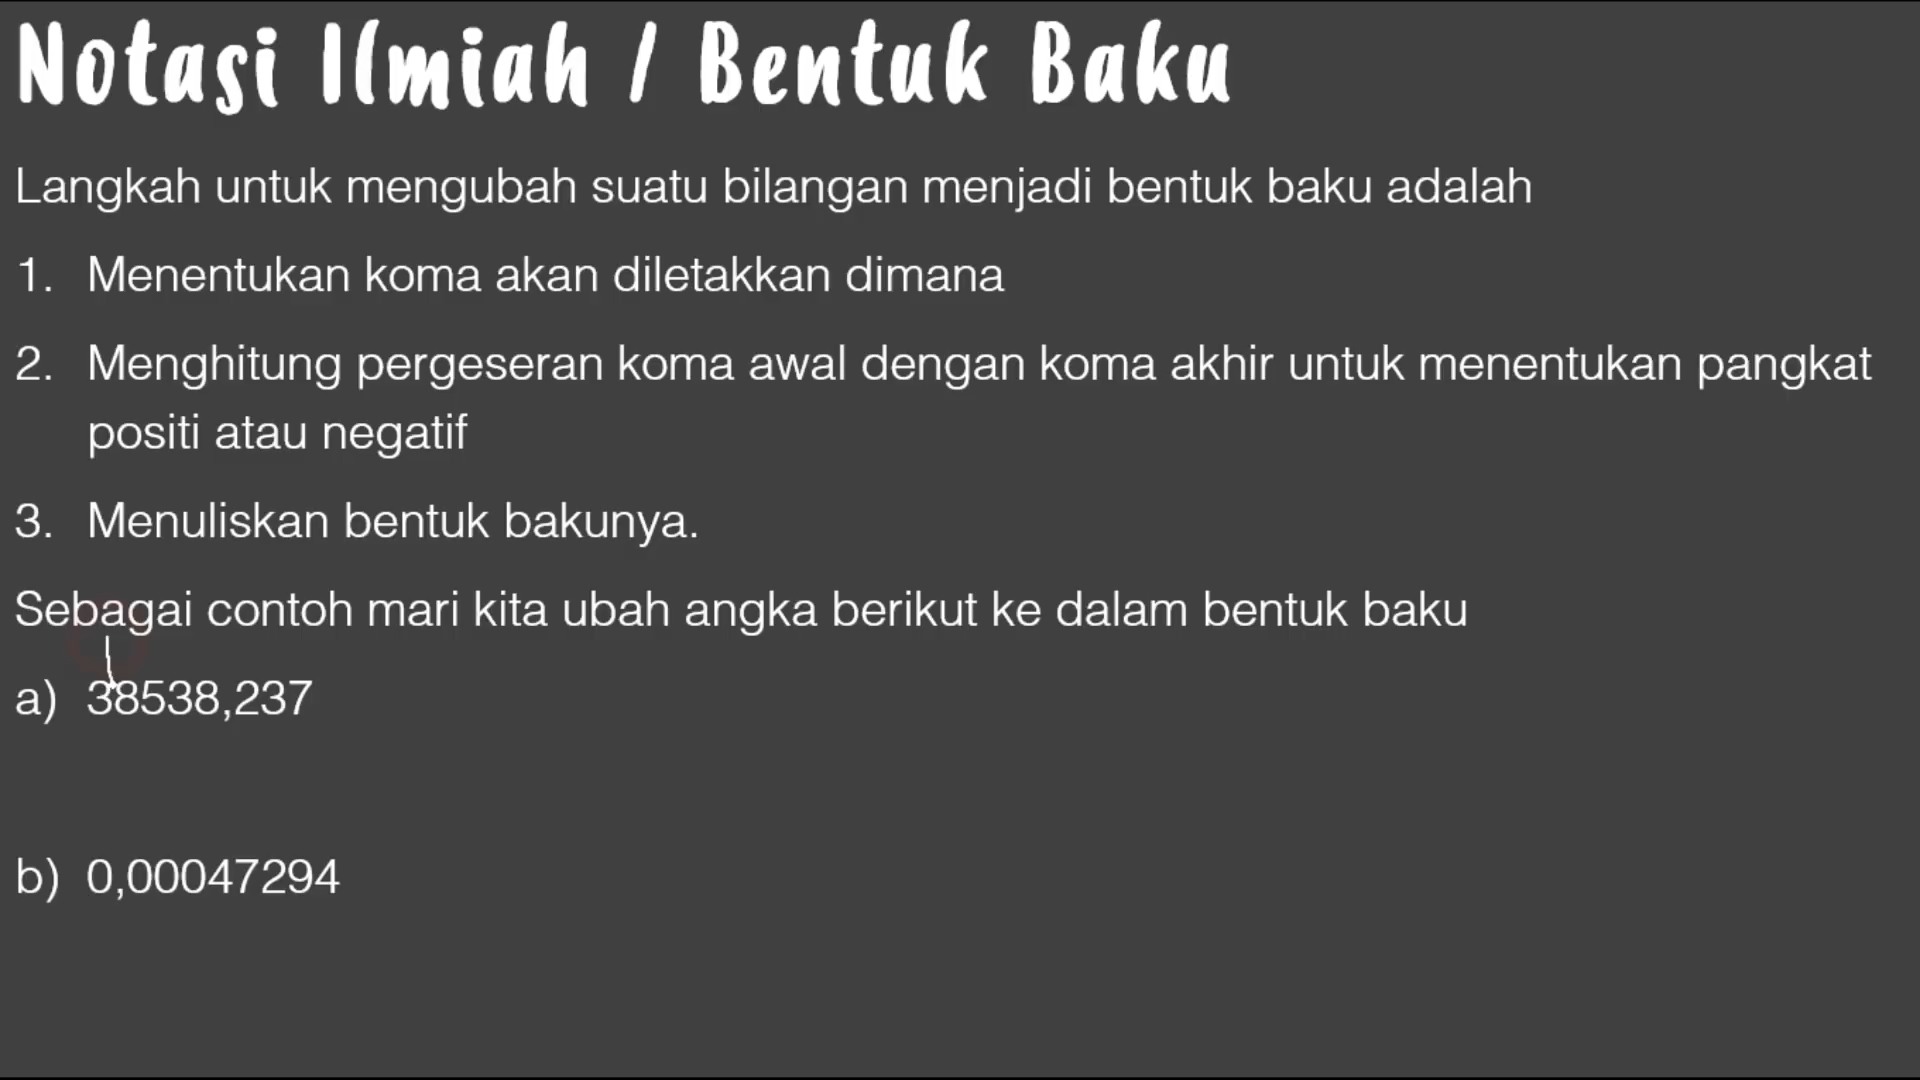 Notasi Ilmiah / Bentuk Baku
Langkah untuk mengubah suatu bilangan menjadi bentuk baku adalah
1. Menentukan koma akan diletakkan dimana
2. Menghitung pergeseran koma awal dengan koma akhir untuk menentukan pangkat
positi atau negatif
3. Menuliskan bentuk bakunya.
Sebagai contoh mari kita ubah angka berikut ke dalam bentuk baku
a) 38538,237
b) 0,00047294